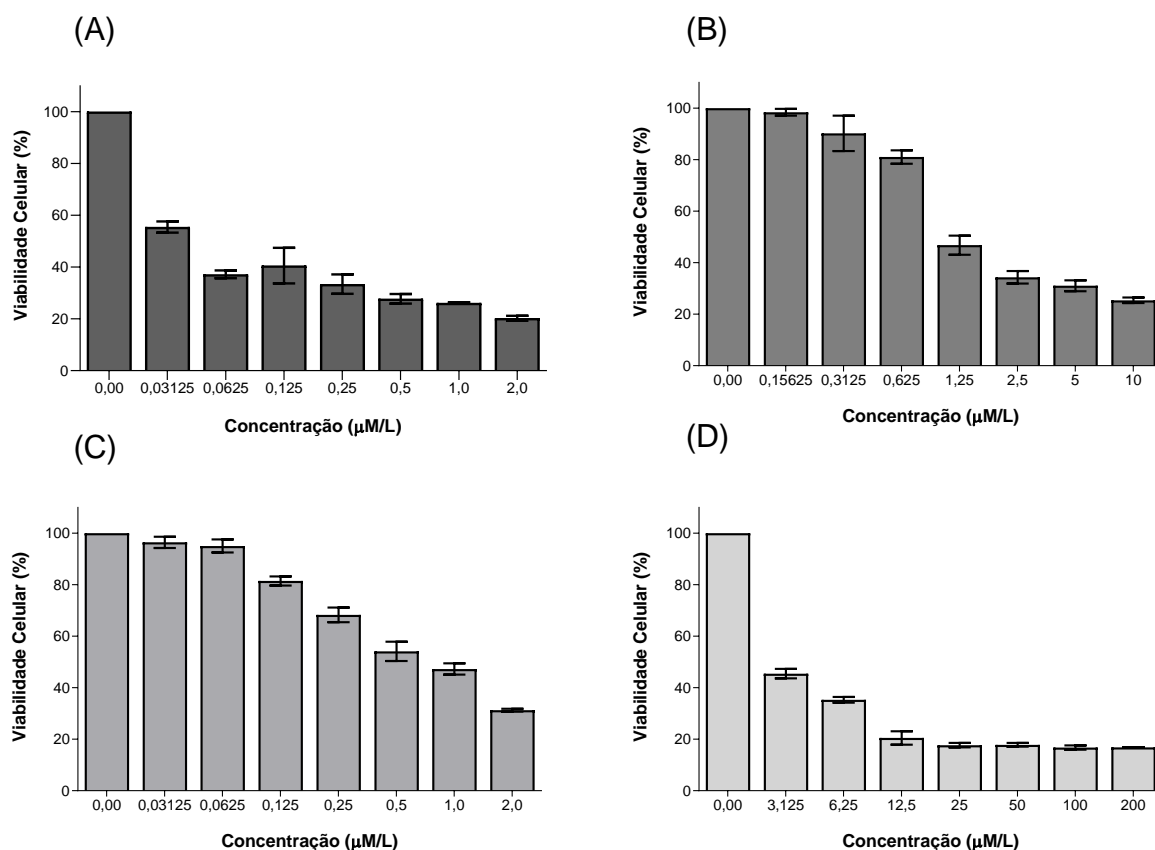 (A)
Viabilidade Celular (%)
100
80
60
40
20
0
0,00 0,03125 0,0625 0,125 0,25 0,5 1,0 2,0
Concentração (μM/L)
(B)
Viabilidade Celular (%)
100
80
60
40
20
0
0,00 0,15625 0,3125 0,625 1,25 2,5 5 10
Concentração (μM/L)
(C)
Viabilidade Celular (%)
100
80
60
40
20
0
0,00 0,03125 0,0625 0,125 0,25 0,5 1,0 2,0
Concentração (μM/L)
(D)
Viabilidade Celular (%)
100
80
60
40
20
0
0,00 3,125 6,25 12,5 25 50 100 200
Concentração (μM/L)